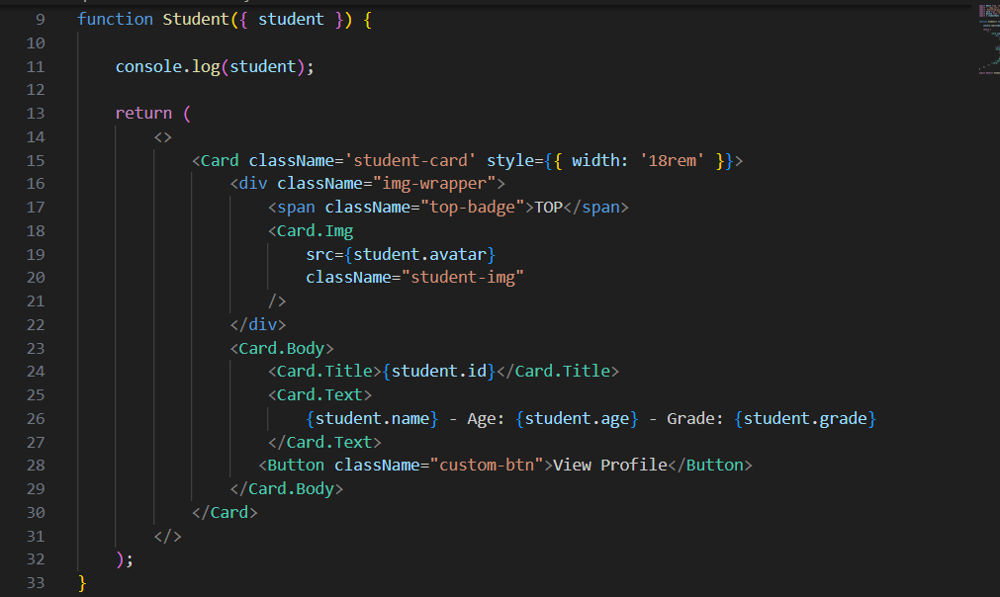 9 function Student({ student }) {
10
11 console.log(student);
12
13 return (
14 <>
15 <Card className='student-card' style={{ width: '18rem' }}>
16 <div className="img-wrapper">
17 <span className="top-badge">TOP</span>
18 <Card.Img
19 src={student.avatar}
20 className="student-img"
21 />
22 </div>
23 <Card.Body>
24 <Card.Title>{student.id}</Card.Title>
25 <Card.Text>
26 {student.name} - Age: {student.age} - Grade: {student.grade}
27 </Card.Text>
28 <Button className="custom-btn">View Profile</Button>
29 </Card.Body>
30 </Card>
31 </>
32 );
33 }